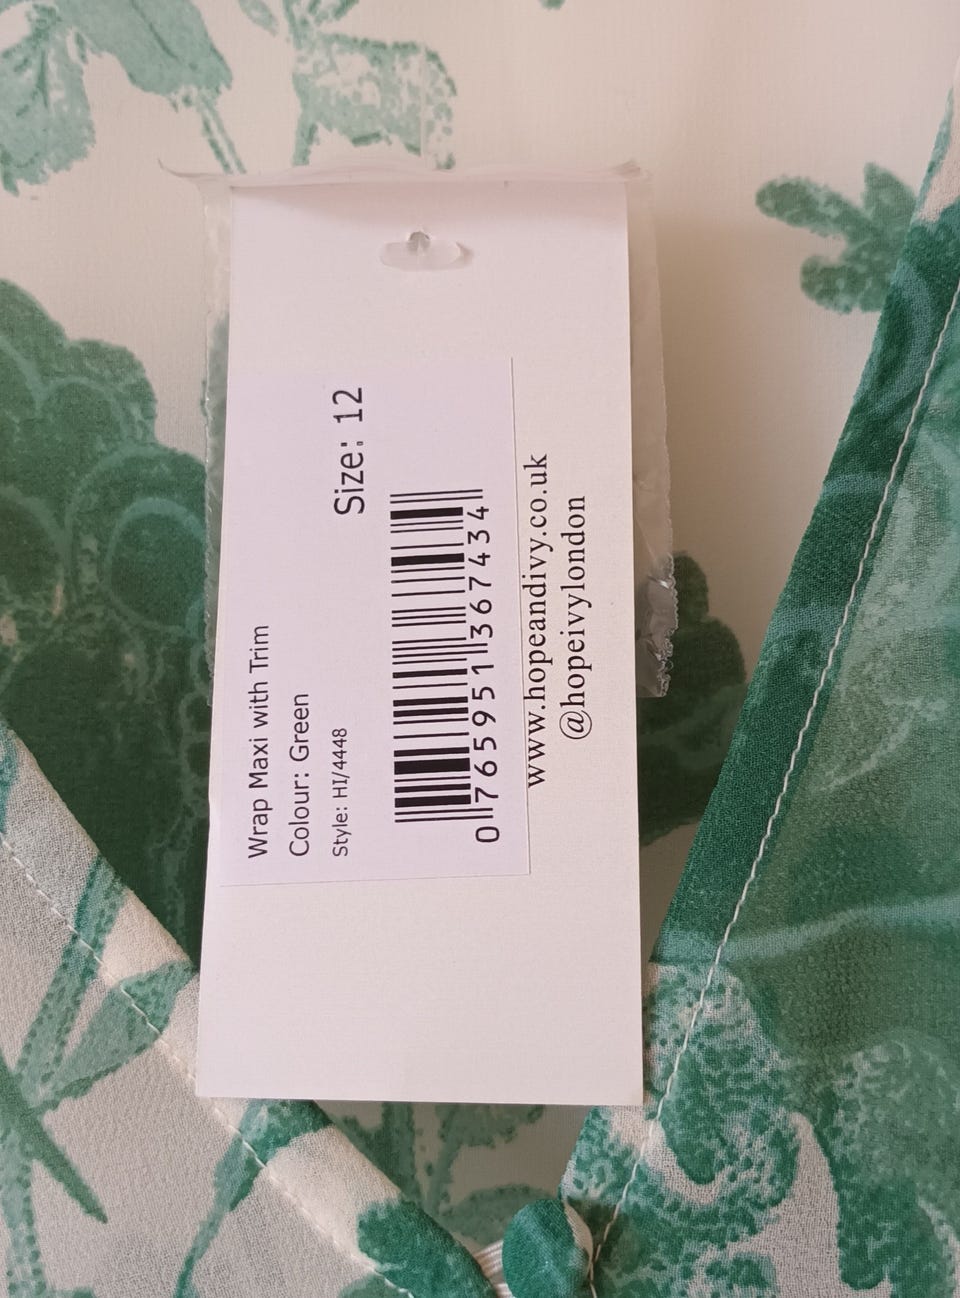 Wrap Maxi with Trim
Colour: Green
Style: HI/4448
Size: 12
0 765951 367434
www.hopeandivy.co.uk
@hopeivylondon